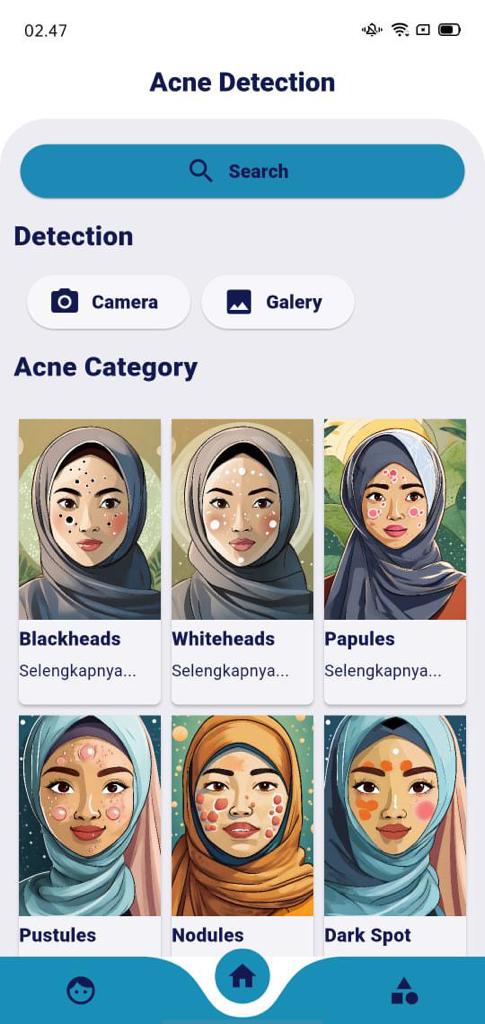 02.47
Acne Detection
Search
Detection
Camera Galery
Acne Category
Blackheads Whiteheads Papules
Selengkapnya... Selengkapnya... Selengkapnya...
Pustules Nodules Dark Spot